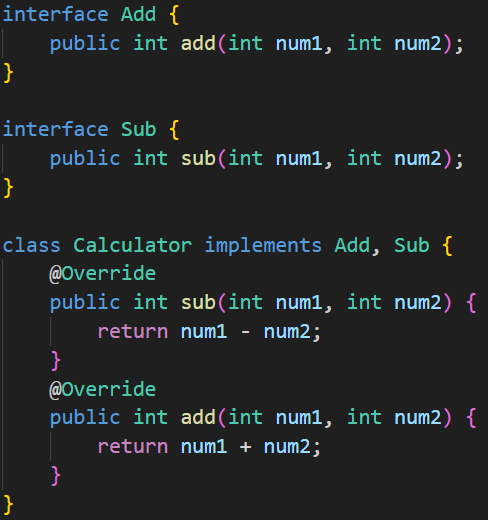 interface Add {
    public int add(int num1, int num2);
}

interface Sub {
    public int sub(int num1, int num2);
}

class Calculator implements Add, Sub {
    @Override
    public int sub(int num1, int num2) {
        return num1 - num2;
    }
    @Override
    public int add(int num1, int num2) {
        return num1 + num2;
    }
}